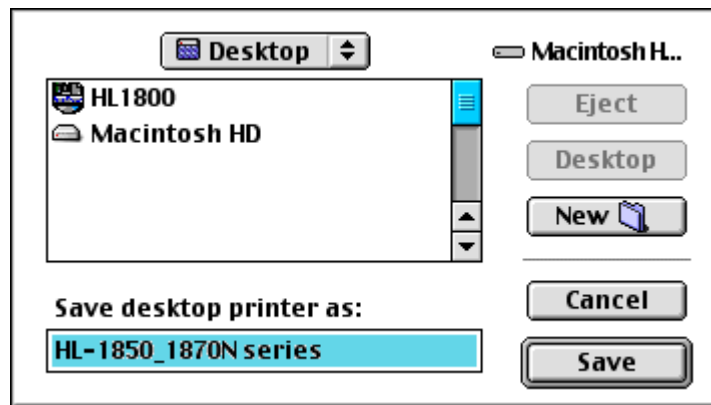 Desktop
Macintosh H...
HL1800
Macintosh HD
Eject
Desktop
New
Save desktop printer as:
HL-1850_1870N series
Cancel
Save